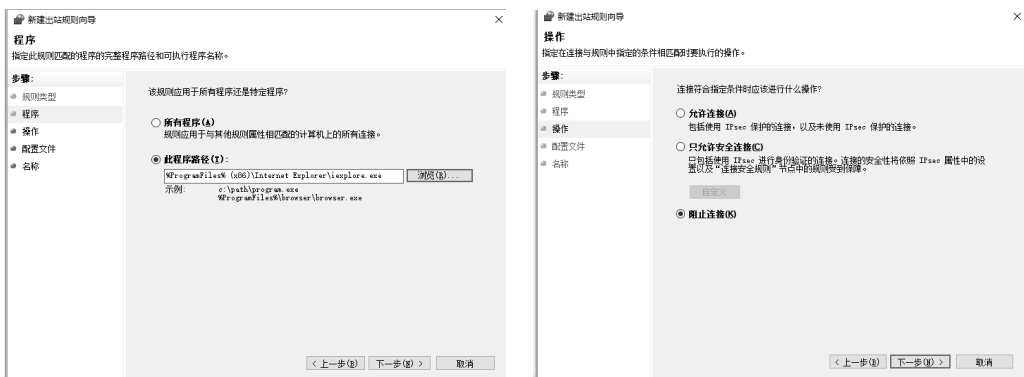 新建出站规则向导
程序
指定此规则匹配的程序的完整程序路径和可执行程序名称。
步骤:
规则类型
程序
操作
配置文件
名称
该规则应用于所有程序还是特定程序?
所有程序(A)
规则应用于与其他规则属性相匹配的计算机上的所有连接。
此程序路径(T):
%ProgramFiles% (x86)\Internet Explorer\iexplore.exe
浏览(R)...
示例: c:\path\program.exe
%ProgramFiles%\browser\browser.exe
< 上一步(B)
下一步(N) >
取消
新建出站规则向导
操作
指定在连接与规则中指定的条件相匹配时要执行的操作。
步骤:
规则类型
程序
操作
配置文件
名称
连接符合指定条件时应该进行什么操作?
允许连接(A)
包括使用 IPsec 保护的连接，以及未使用 IPsec 保护的连接。
只允许安全连接(C)
只包括使用 IPsec 进行身份验证的连接。连接的安全性将依照 IPsec 属性中的设
置以及“连接安全规则”节点中的规则受到保障。
自定义
阻止连接(K)
< 上一步(B)
下一步(N) >
取消